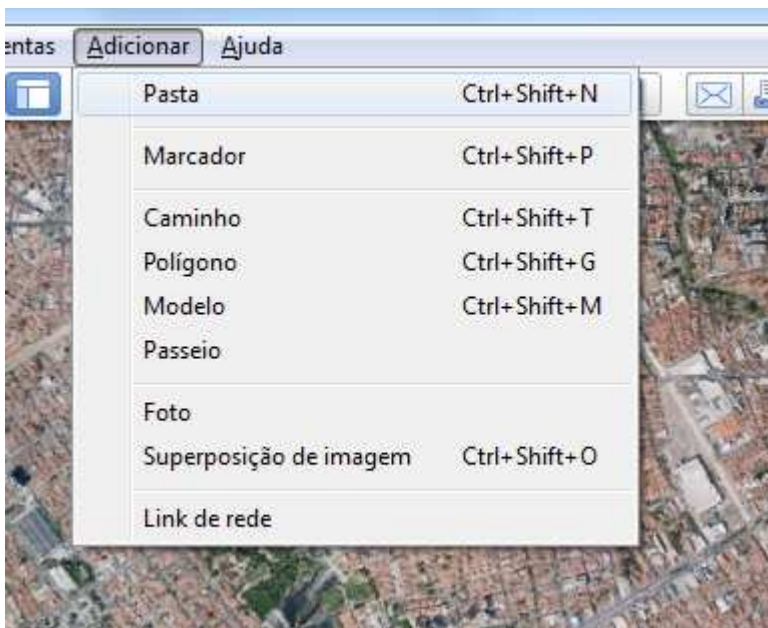 entas Adicionar Ajuda
Pasta Ctrl+Shift+N
Marcador Ctrl+Shift+P
Caminho Ctrl+Shift+T
Polígono Ctrl+Shift+G
Modelo Ctrl+Shift+M
Passeio
Foto
Superposição de imagem Ctrl+Shift+O
Link de rede